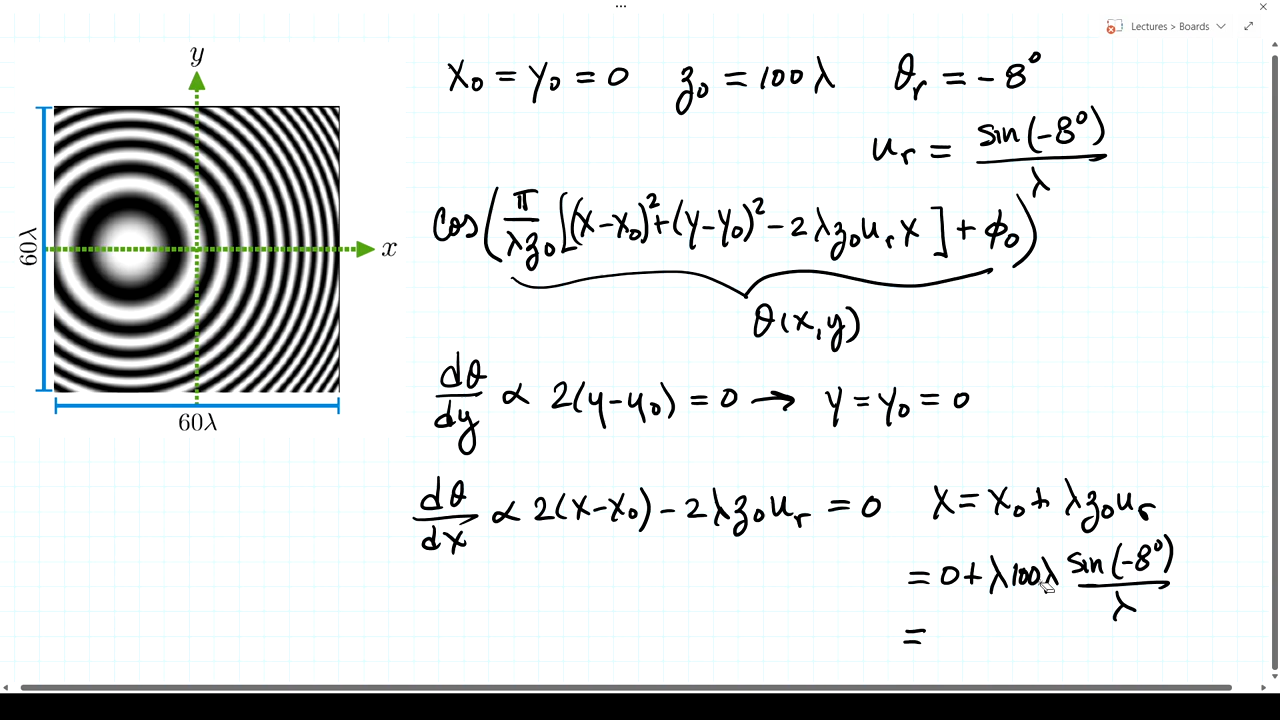 ...
Lectures > Boards
y
60λ
x
60λ
x₀ = y₀ = 0   z₀ = 100λ   θᵣ = -8°
uᵣ = sin(-8°)/λ
cos(π/(λz₀) [(x-x₀)² + (y-y₀)² - 2λz₀uᵣx] + ϕ₀)
θ(x,y)
dθ/dy ∝ 2(y-y₀) = 0 → y = y₀ = 0
dθ/dx ∝ 2(x-x₀) - 2λz₀uᵣ = 0   x = x₀ + λz₀uᵣ
= 0 + λ100λ sin(-8°)/λ
=